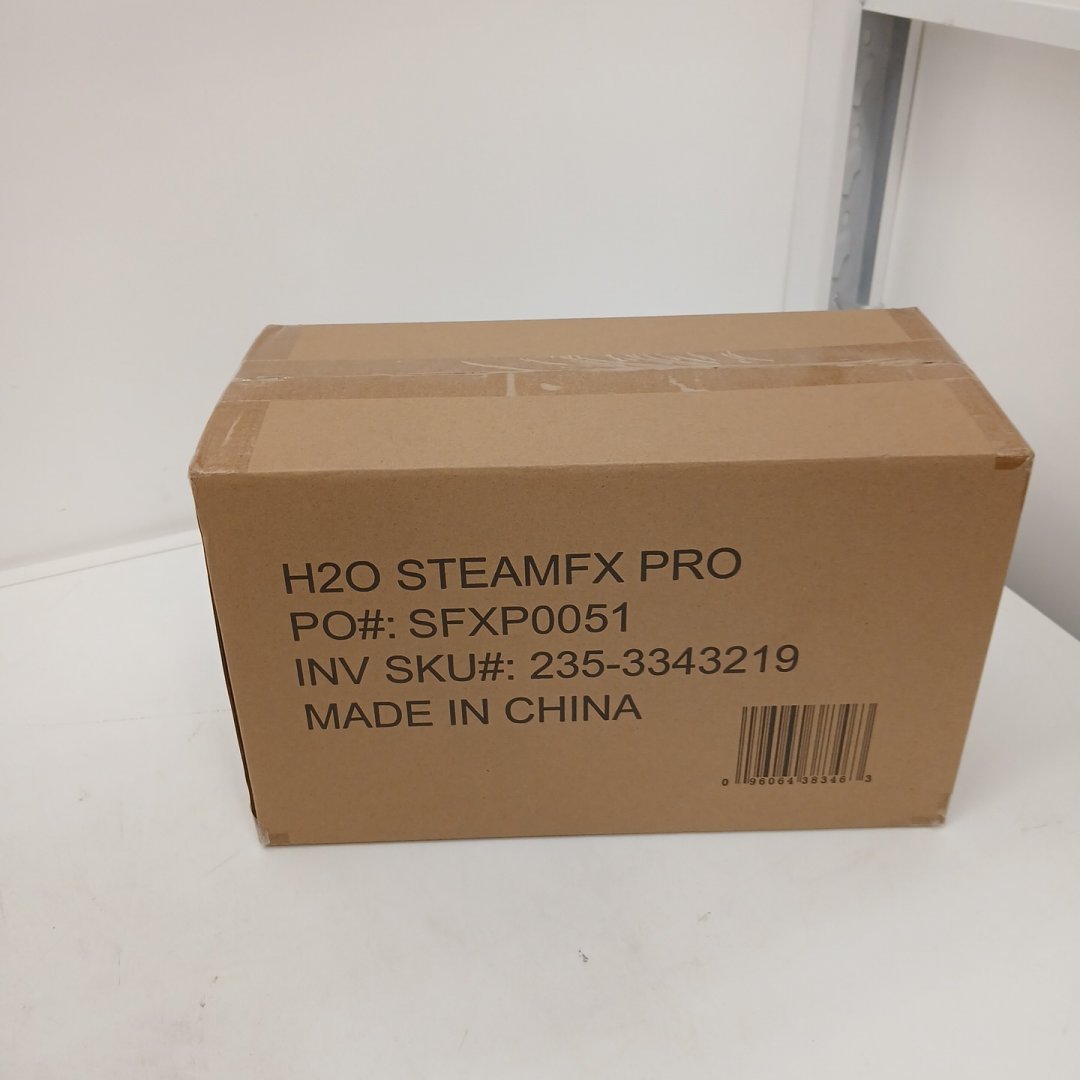 H2O STEAMFX PRO
PO#: SFXP0051
INV SKU#: 235-3343219
MADE IN CHINA
0 96064 38346 3